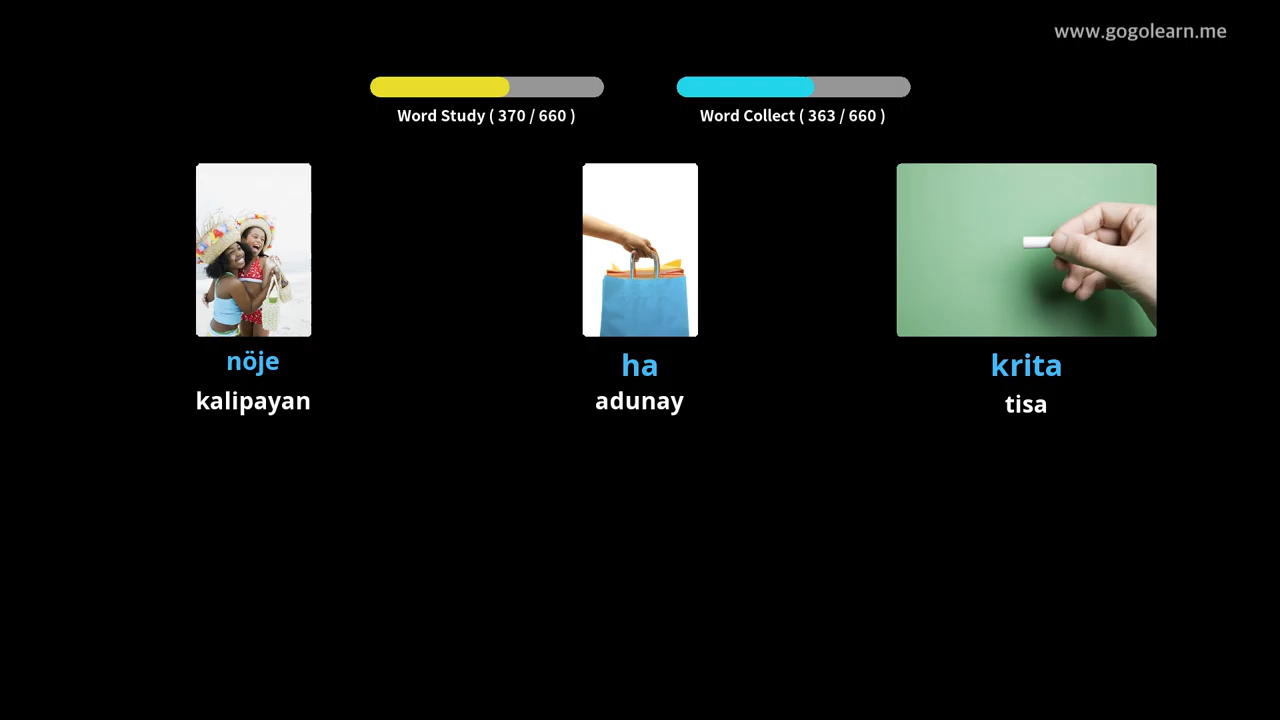 www.gogolearn.me
Word Study ( 370 / 660 )
Word Collect ( 363 / 660 )
nöje
kalipayan
ha
adunay
krita
tisa